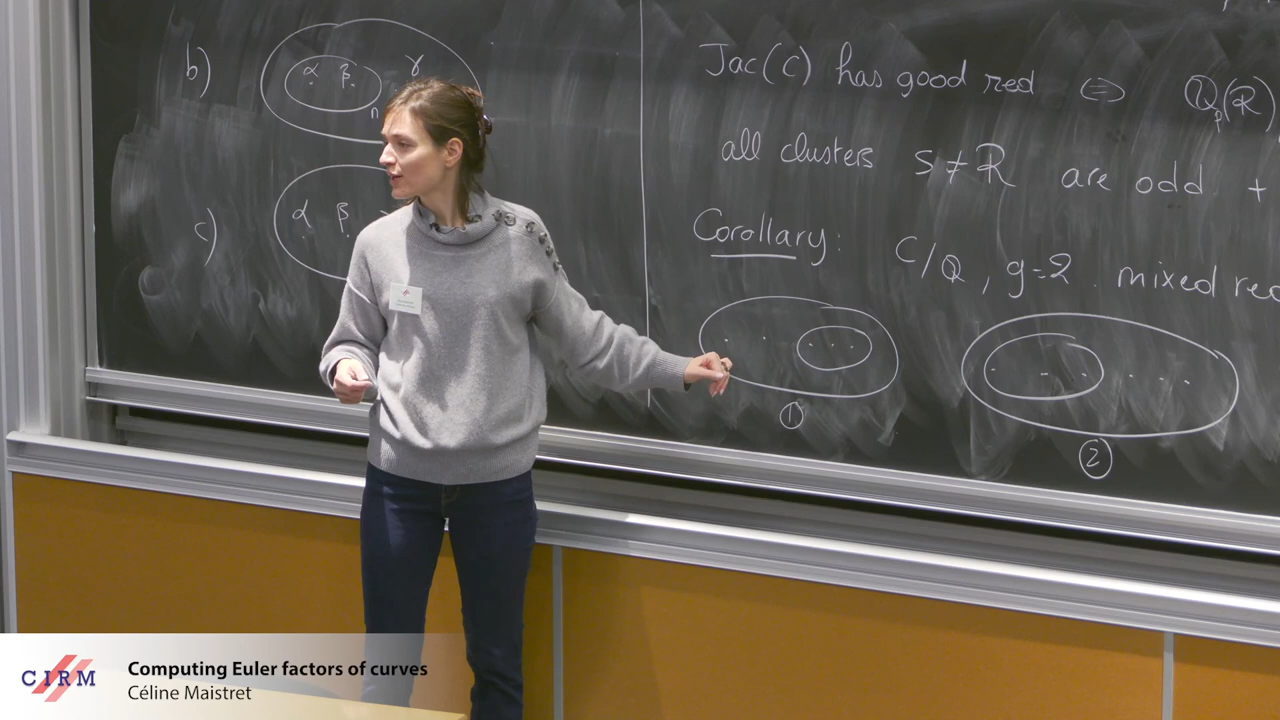 b)
α β γ
n
c)
α β
Jac(C) has good red ⇔ ℚₚ(R)
all clusters s≠R are odd +
Corollary: C/ℚ, g=2. mixed red
①
②
CIRM
Computing Euler factors of curves
Céline Maistret